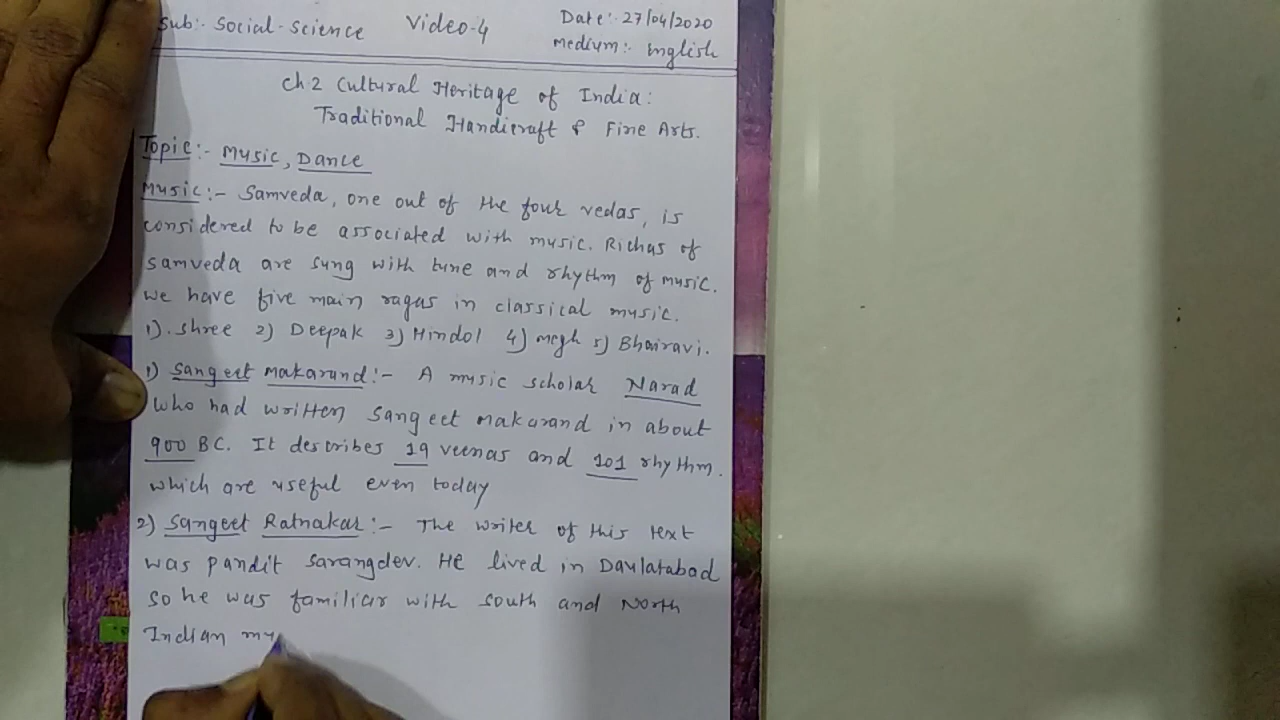 Sub:- Social-Science Video-4 Date:- 27/04/2020
Medium:- English
Ch 2 Cultural Heritage of India:
Traditional Handicraft & Fine Arts.
Topic:- Music, Dance
Music:- Samveda, one out of the four vedas, is
considered to be associated with music. Richas of
samveda are sung with tune and rhythm of music.
we have five main ragas in classical music.
1). Shree 2) Deepak 3) Hindol 4) megh 5) Bhairavi.
1) Sangeet makarand:- A music scholar Narad
who had written Sangeet makarand in about
900 BC. It describes 19 veenas and 101 rhythm.
which are useful even today
2) Sangeet Ratnakar:- The writer of this text
was pandit sarangdev. He lived in Daulatabad
so he was familiar with south and North
Indian mu